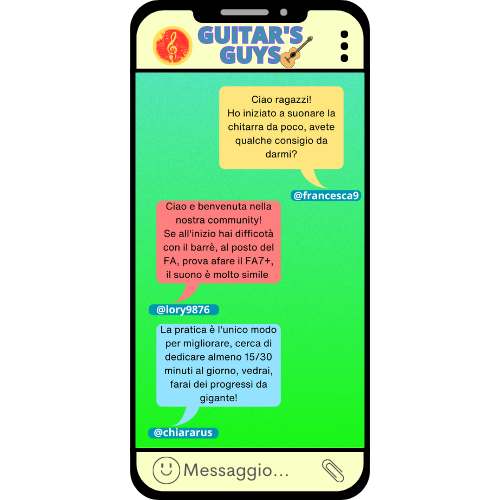 GUITAR'S
GUYS
Ciao ragazzi!
Ho iniziato a suonare la
chitarra da poco, avete
qualche consigio da
darmi?
@francesca9
Ciao e benvenuta nella
nostra community!
Se all'inizio hai difficotà
con il barrè, al posto del
FA, prova afare il FA7+,
il suono è molto simile
@lory9876
La pratica è l'unico modo
per migliorare, cerca di
dedicare almeno 15/30
minuti al giorno, vedrai,
farai dei progressi da
gigante!
@chiararus
Messaggio...